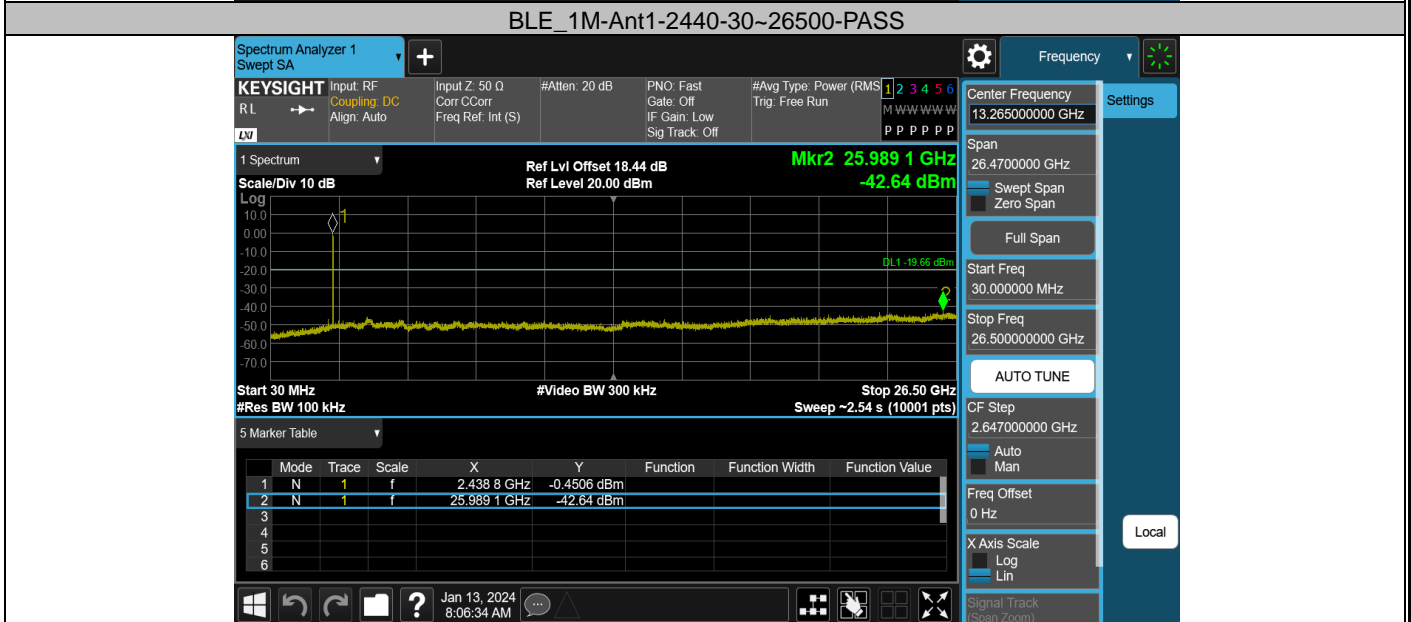 BLE_1M-Ant1-2440-30~26500-PASS
Spectrum Analyzer 1
Swept SA
+
Frequency
KEYSIGHT
RL
LXI
Input: RF
Coupling: DC
Align: Auto
Input Z: 50 Ω
Corr CCorr
Freq Ref: Int (S)
#Atten: 20 dB
PNO: Fast
Gate: Off
IF Gain: Low
Sig Track: Off
#Avg Type: Power (RMS
Trig: Free Run
1 2 3 4 5 6
M W W W W W
P P P P P P
Center Frequency
13.265000000 GHz
Settings
1 Spectrum
Ref Lvl Offset 18.44 dB
Mkr2 25.989 1 GHz
Scale/Div 10 dB
Ref Level 20.00 dBm
-42.64 dBm
Span
26.4700000 GHz
Swept Span
Zero Span
Full Span
Log
10.0
0.00
-10.0
-20.0
-30.0
-40.0
-50.0
-60.0
-70.0
1
DL1 -19.66 dBm
2
Start Freq
30.000000 MHz
Stop Freq
26.500000000 GHz
AUTO TUNE
Start 30 MHz
#Video BW 300 kHz
Stop 26.50 GHz
#Res BW 100 kHz
Sweep ~2.54 s (10001 pts)
CF Step
2.647000000 GHz
Auto
Man
5 Marker Table
Mode Trace Scale X Y Function Function Width Function Value
1 N 1 f 2.438 8 GHz -0.4506 dBm
2 N 1 f 25.989 1 GHz -42.64 dBm
3
4
5
6
Freq Offset
0 Hz
X Axis Scale
Log
Lin
Local
Signal Track
(Span Zoom)
?
Jan 13, 2024
8:06:34 AM